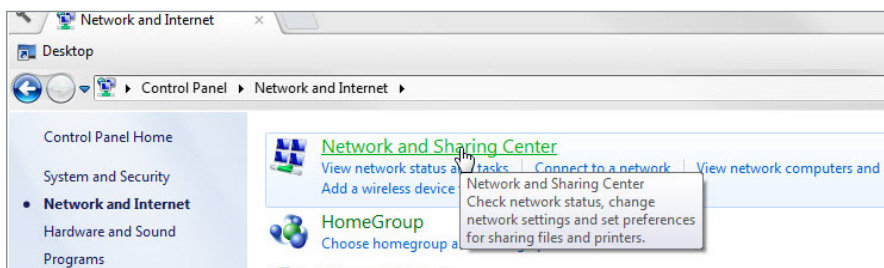 Network and Internet
Desktop
Control Panel Network and Internet
Control Panel Home
System and Security
Network and Internet
Hardware and Sound
Programs
Network and Sharing Center
View network status and tasks Connect to a network View network computers and
Add a wireless device
Network and Sharing Center
Check network status, change
network settings and set preferences
for sharing files and printers.
HomeGroup
Choose homegroup a